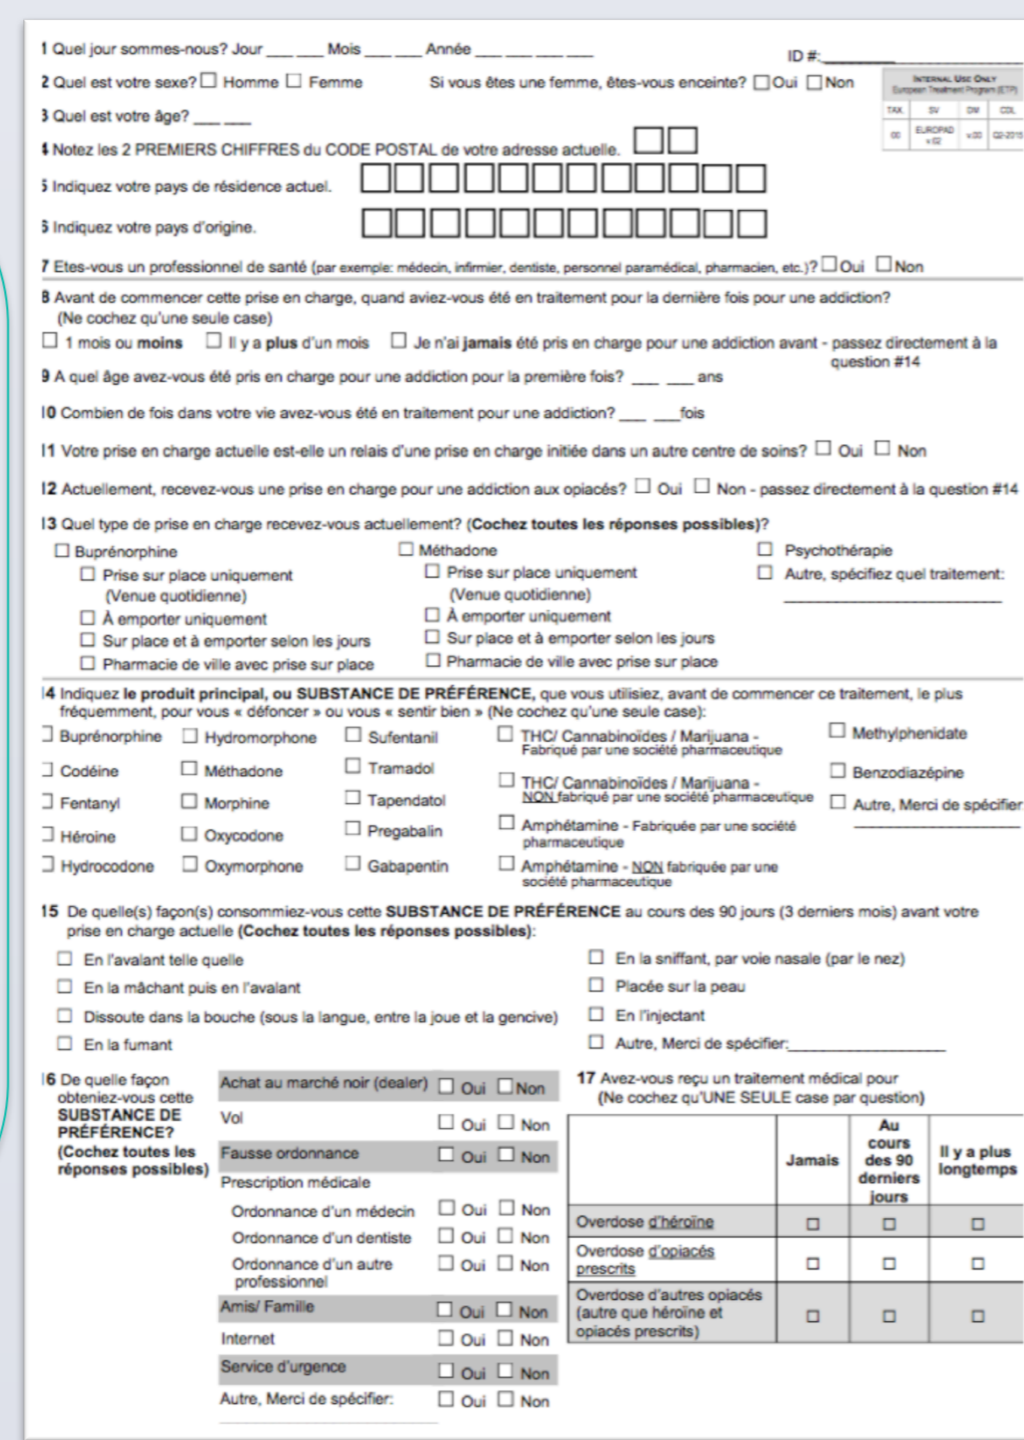 1 Quel jour sommes-nous? Jour ___ ___ Mois ___ ___ Année ___ ___ ___ ___
ID #:
2 Quel est votre sexe? ☐ Homme ☐ Femme Si vous êtes une femme, êtes-vous enceinte? ☐ Oui ☐ Non
INTERNAL USE ONLY
European Treatment Program (ETP)
TAX. SV DM CDL
00 EUROPAD v.02 v.00 Q2-2015
3 Quel est votre âge? ___ ___
4 Notez les 2 PREMIERS CHIFFRES du CODE POSTAL de votre adresse actuelle.
5 Indiquez votre pays de résidence actuel.
6 Indiquez votre pays d'origine.
7 Etes-vous un professionnel de santé (par exemple: médecin, infirmier, dentiste, personnel paramédical, pharmacien, etc.)? ☐ Oui ☐ Non
8 Avant de commencer cette prise en charge, quand aviez-vous été en traitement pour la dernière fois pour une addiction?
(Ne cochez qu'une seule case)
☐ 1 mois ou moins ☐ Il y a plus d'un mois ☐ Je n'ai jamais été pris en charge pour une addiction avant - passez directement à la
question #14
9 A quel âge avez-vous été pris en charge pour une addiction pour la première fois? ___ ___ ans
10 Combien de fois dans votre vie avez-vous été en traitement pour une addiction? ___ ___ fois
11 Votre prise en charge actuelle est-elle un relais d'une prise en charge initiée dans un autre centre de soins? ☐ Oui ☐ Non
12 Actuellement, recevez-vous une prise en charge pour une addiction aux opiacés? ☐ Oui ☐ Non - passez directement à la question #14
13 Quel type de prise en charge recevez-vous actuellement? (Cochez toutes les réponses possibles)?
☐ Buprénorphine
☐ Prise sur place uniquement
(Venue quotidienne)
☐ À emporter uniquement
☐ Sur place et à emporter selon les jours
☐ Pharmacie de ville avec prise sur place
☐ Méthadone
☐ Prise sur place uniquement
(Venue quotidienne)
☐ À emporter uniquement
☐ Sur place et à emporter selon les jours
☐ Pharmacie de ville avec prise sur place
☐ Psychothérapie
☐ Autre, spécifiez quel traitement:
14 Indiquez le produit principal, ou SUBSTANCE DE PRÉFÉRENCE, que vous utilisiez, avant de commencer ce traitement, le plus
fréquemment, pour vous « défoncer » ou vous « sentir bien » (Ne cochez qu'une seule case):
☐ Buprénorphine
☐ Codéine
☐ Fentanyl
☐ Héroine
☐ Hydrocodone
☐ Hydromorphone
☐ Méthadone
☐ Morphine
☐ Oxycodone
☐ Oxymorphone
☐ Sufentanil
☐ Tramadol
☐ Tapendatol
☐ Pregabalin
☐ Gabapentin
☐ THC/ Cannabinoïdes / Marijuana -
Fabriqué par une société pharmaceutique
☐ THC/ Cannabinoïdes / Marijuana -
NON fabriqué par une société pharmaceutique
☐ Amphétamine - Fabriquée par une société
pharmaceutique
☐ Amphétamine - NON fabriquée par une
société pharmaceutique
☐ Methylphenidate
☐ Benzodiazépine
☐ Autre, Merci de spécifier:
15 De quelle(s) façon(s) consommiez-vous cette SUBSTANCE DE PRÉFÉRENCE au cours des 90 jours (3 derniers mois) avant votre
prise en charge actuelle (Cochez toutes les réponses possibles):
☐ En l'avalant telle quelle
☐ En la mâchant puis en l'avalant
☐ Dissoute dans la bouche (sous la langue, entre la joue et la gencive)
☐ En la fumant
☐ En la sniffant, par voie nasale (par le nez)
☐ Placée sur la peau
☐ En l'injectant
☐ Autre, Merci de spécifier:
16 De quelle façon
obteniez-vous cette
SUBSTANCE DE
PRÉFÉRENCE?
(Cochez toutes les
réponses possibles)
Achat au marché noir (dealer) ☐ Oui ☐ Non
Vol ☐ Oui ☐ Non
Fausse ordonnance ☐ Oui ☐ Non
Prescription médicale
Ordonnance d'un médecin ☐ Oui ☐ Non
Ordonnance d'un dentiste ☐ Oui ☐ Non
Ordonnance d'un autre ☐ Oui ☐ Non
professionnel
Amis/ Famille ☐ Oui ☐ Non
Internet ☐ Oui ☐ Non
Service d'urgence ☐ Oui ☐ Non
Autre, Merci de spécifier: ☐ Oui ☐ Non
17 Avez-vous reçu un traitement médical pour
(Ne cochez qu'UNE SEULE case par question)
Jamais
Au
cours
des 90
derniers
jours
Il y a plus
longtemps
Overdose d'héroïne ☐ ☐ ☐
Overdose d'opiacés
prescrits ☐ ☐ ☐
Overdose d'autres opiacés
(autre que héroïne et
opiacés prescrits) ☐ ☐ ☐